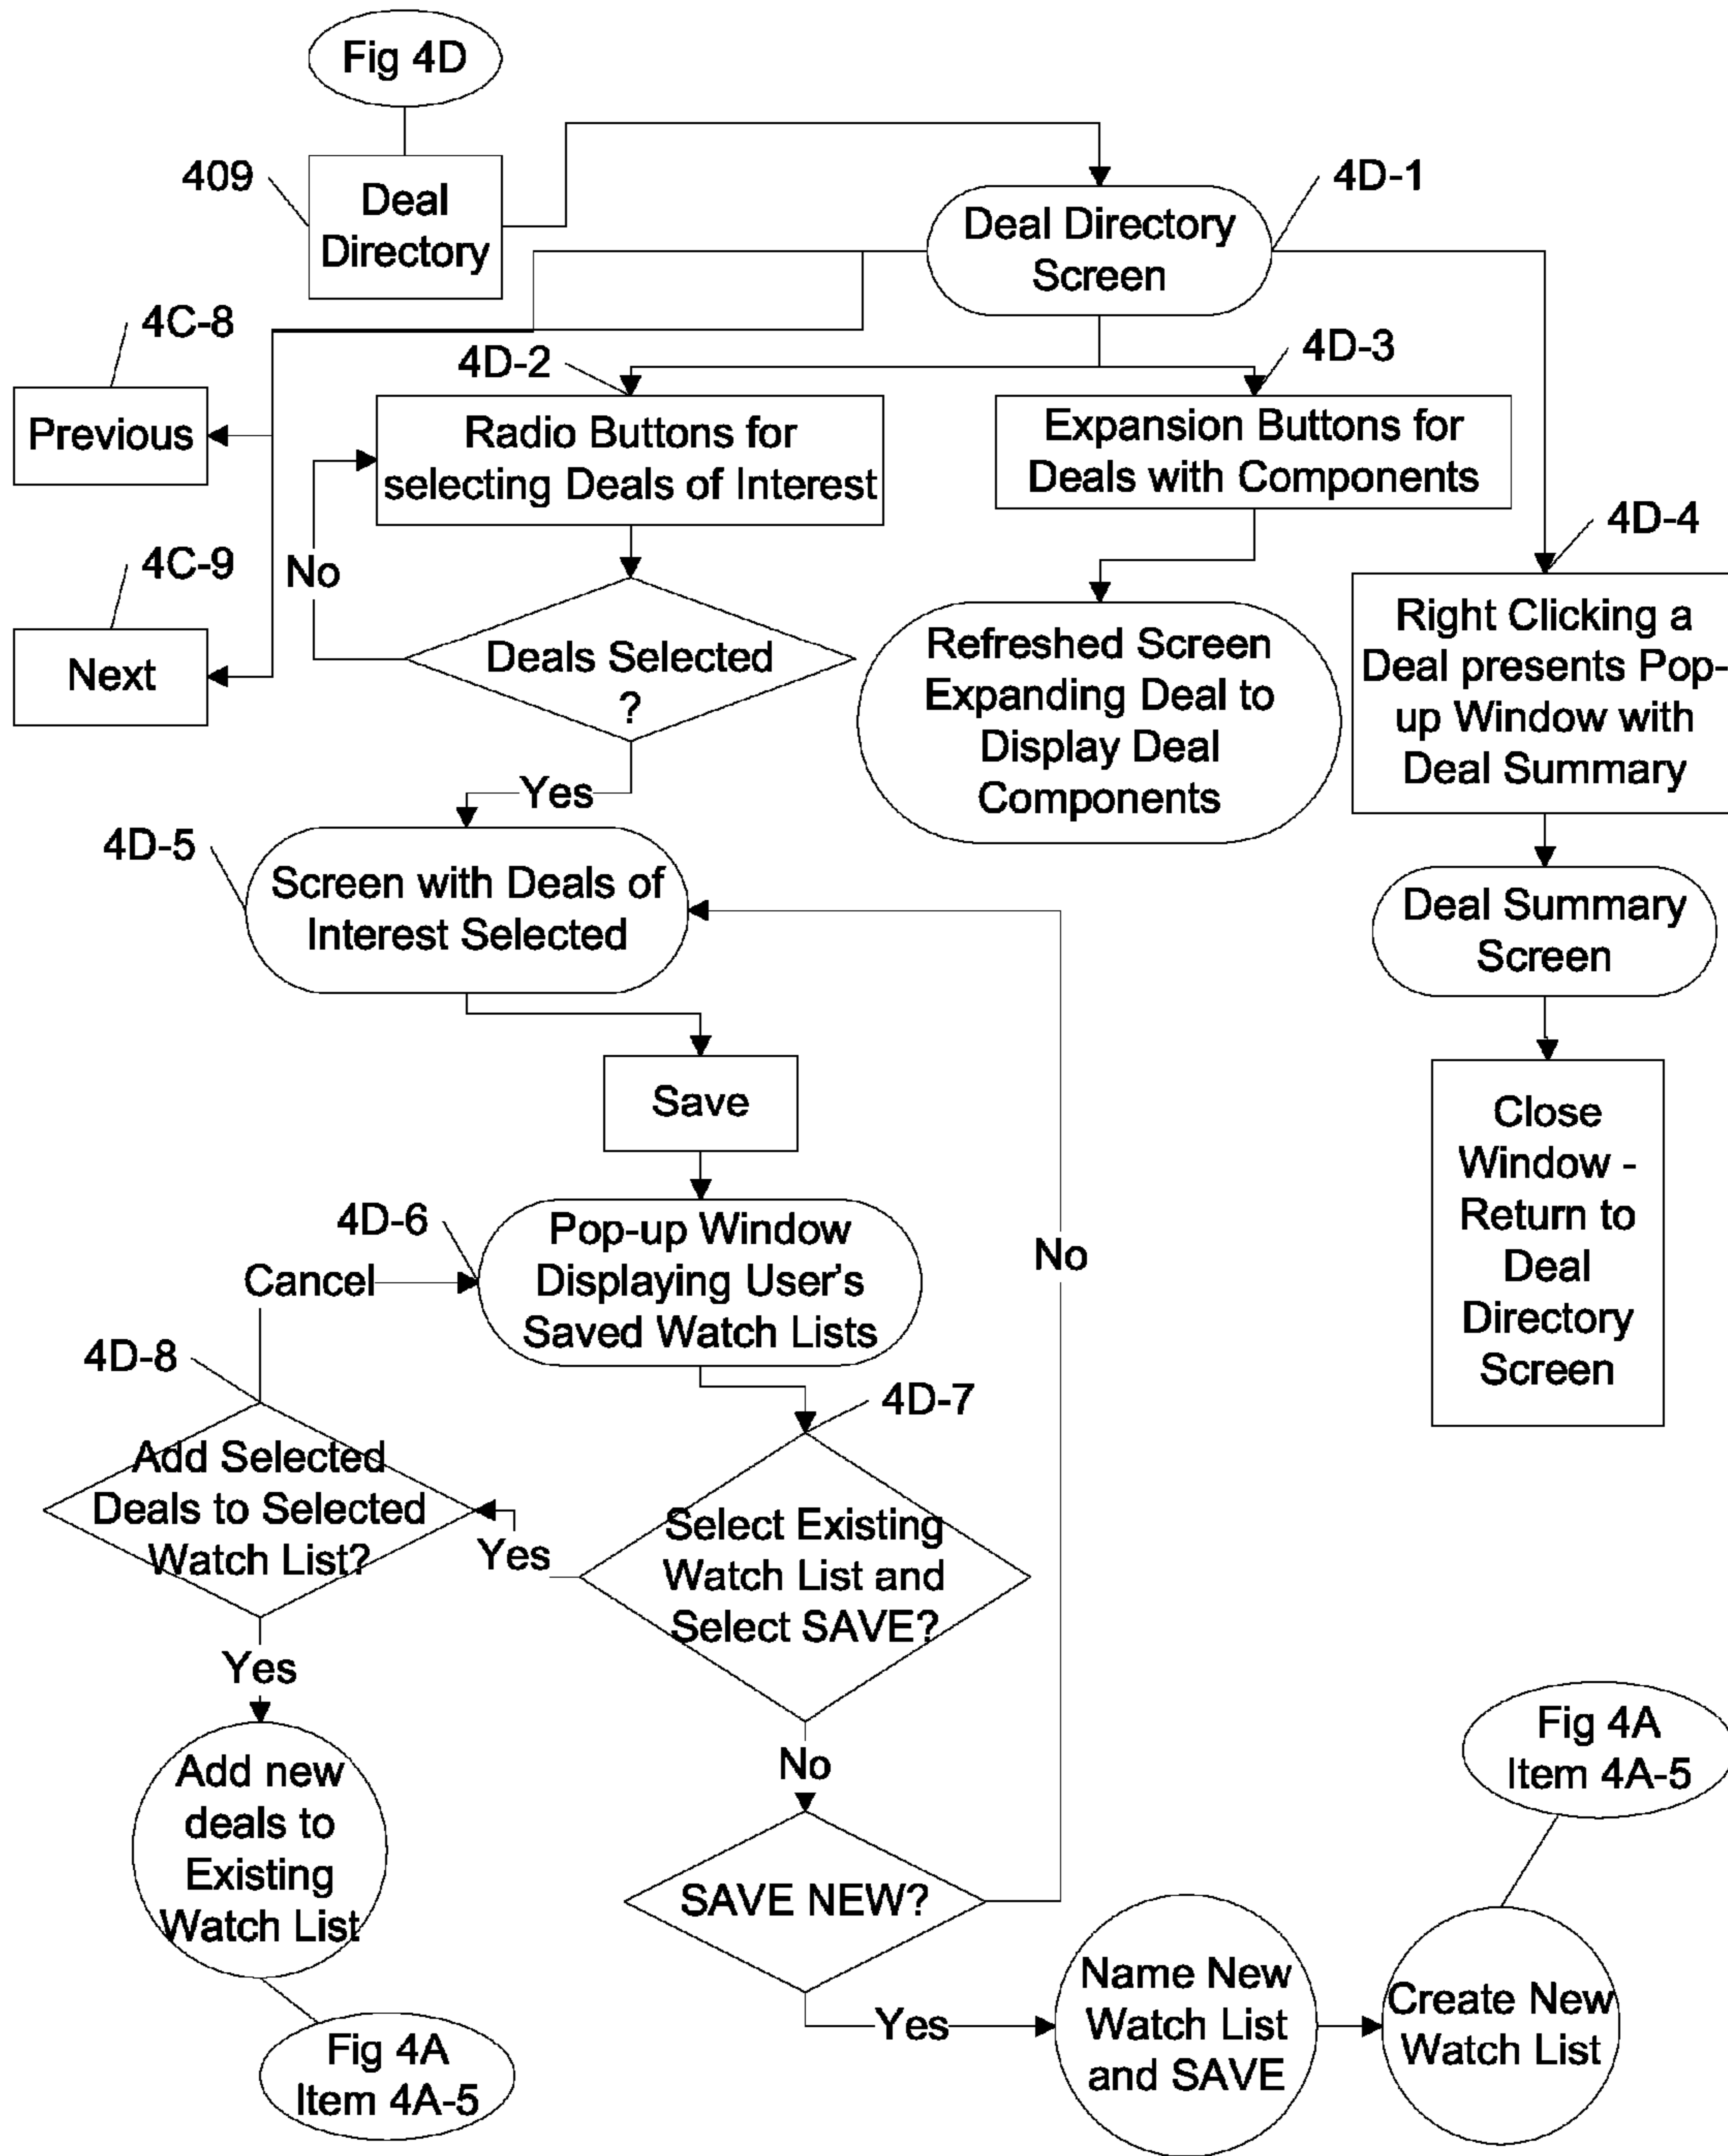 Fig 4D
409
Deal
Directory
Deal Directory
Screen
4D-1
4C-8
Previous
4C-9
Next
4D-2
Radio Buttons for
selecting Deals of Interest
4D-3
Expansion Buttons for
Deals with Components
4D-4
Right Clicking a
Deal presents Pop-
up Window with
Deal Summary
No
Deals Selected
?
Refreshed Screen
Expanding Deal to
Display Deal
Components
Yes
4D-5
Screen with Deals of
Interest Selected
Deal Summary
Screen
Save
Close
Window -
Return to
Deal
Directory
Screen
4D-6
Pop-up Window
Displaying User's
Saved Watch Lists
Cancel
No
4D-8
4D-7
Add Selected
Deals to Selected
Watch List?
Yes
Select Existing
Watch List and
Select SAVE?
Yes
No
Add new
deals to
Existing
Watch List
Fig 4A
Item 4A-5
SAVE NEW?
Yes
Name New
Watch List
and SAVE
Create New
Watch List
Fig 4A
Item 4A-5